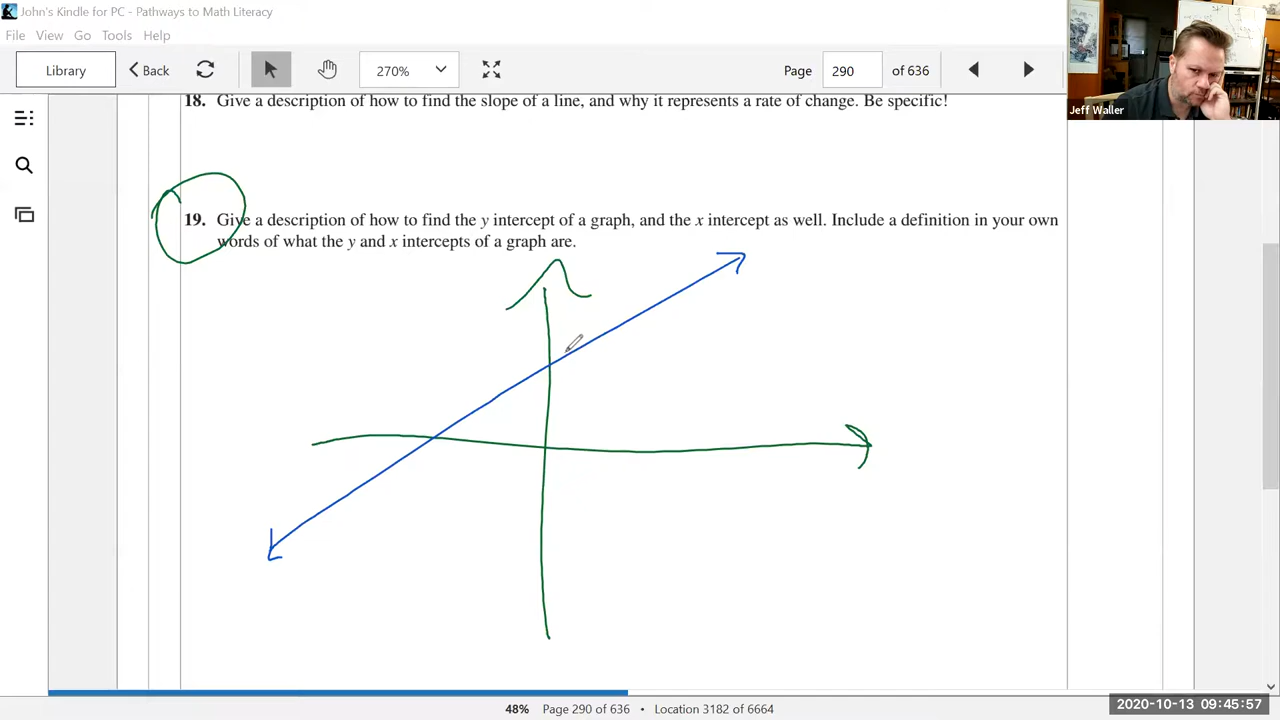 John's Kindle for PC - Pathways to Math Literacy
File View Go Tools Help
Library Back 270% Page 290 of 636
Jeff Waller
18. Give a description of how to find the slope of a line, and why it represents a rate of change. Be specific!
19. Give a description of how to find the y intercept of a graph, and the x intercept as well. Include a definition in your own
words of what the y and x intercepts of a graph are.
48% Page 290 of 636 • Location 3182 of 6664
2020-10-13 09:45:57